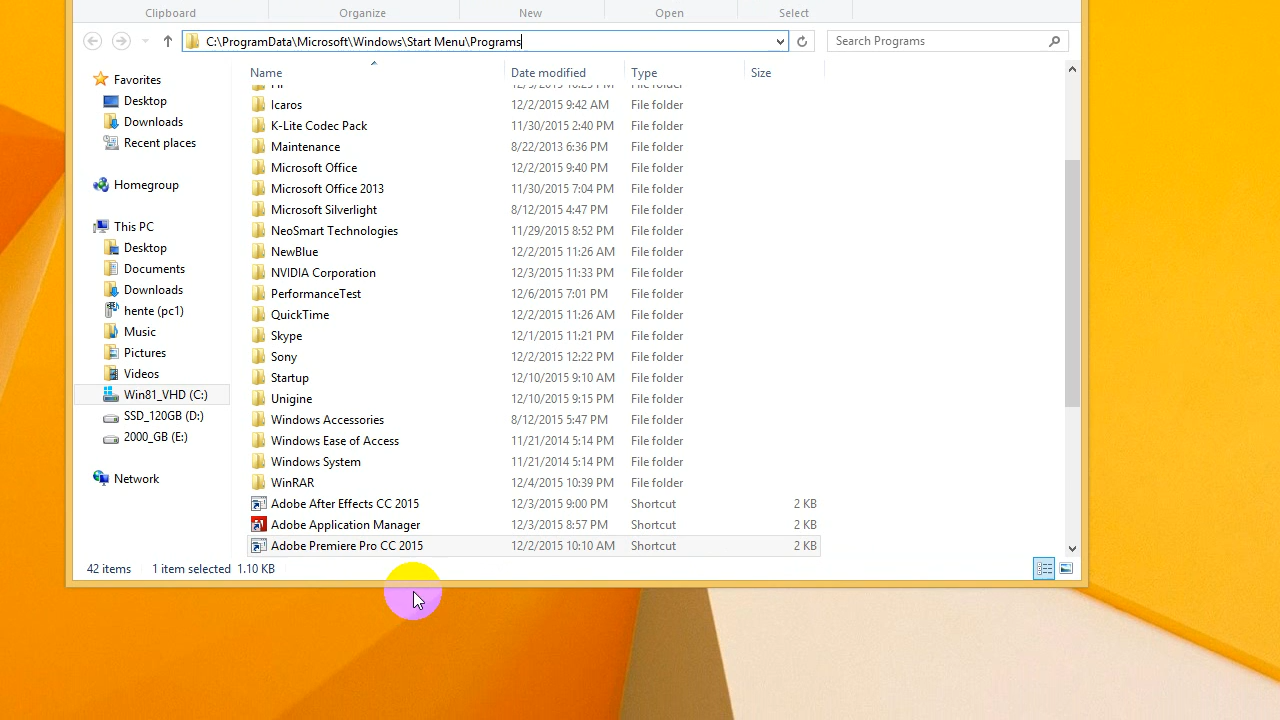 Clipboard Organize New Open Select
C:\ProgramData\Microsoft\Windows\Start Menu\Programs Search Programs
Name Date modified Type Size
Favorites
Desktop
Downloads
Recent places
Homegroup
This PC
Desktop
Documents
Downloads
hente (pc1)
Music
Pictures
Videos
Win81_VHD (C:)
SSD_120GB (D:)
2000_GB (E:)
Network
Icaros 12/2/2015 9:42 AM File folder
K-Lite Codec Pack 11/30/2015 2:40 PM File folder
Maintenance 8/22/2013 6:36 PM File folder
Microsoft Office 12/2/2015 9:40 PM File folder
Microsoft Office 2013 11/30/2015 7:04 PM File folder
Microsoft Silverlight 8/12/2015 4:47 PM File folder
NeoSmart Technologies 11/29/2015 8:52 PM File folder
NewBlue 12/2/2015 11:26 AM File folder
NVIDIA Corporation 12/3/2015 11:33 PM File folder
PerformanceTest 12/6/2015 7:01 PM File folder
QuickTime 12/2/2015 11:26 AM File folder
Skype 12/1/2015 11:21 PM File folder
Sony 12/2/2015 12:22 PM File folder
Startup 12/10/2015 9:10 AM File folder
Unigine 12/10/2015 9:15 PM File folder
Windows Accessories 8/12/2015 5:47 PM File folder
Windows Ease of Access 11/21/2014 5:14 PM File folder
Windows System 11/21/2014 5:14 PM File folder
WinRAR 12/4/2015 10:39 PM File folder
Adobe After Effects CC 2015 12/3/2015 9:00 PM Shortcut 2 KB
Adobe Application Manager 12/3/2015 8:57 PM Shortcut 2 KB
Adobe Premiere Pro CC 2015 12/2/2015 10:10 AM Shortcut 2 KB
42 items 1 item selected 1.10 KB